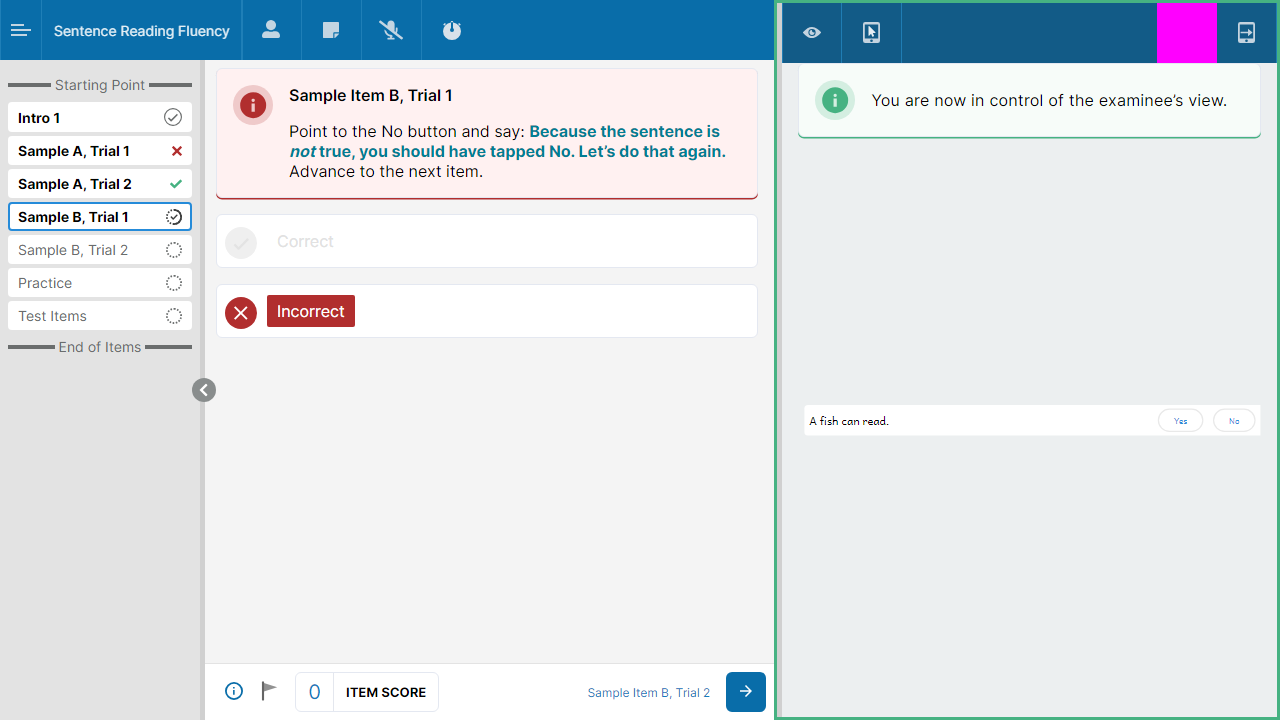 Sentence Reading Fluency
Starting Point
Intro 1
Sample A, Trial 1
Sample A, Trial 2
Sample B, Trial 1
Sample B, Trial 2
Practice
Test Items
End of Items
Sample Item B, Trial 1
Point to the No button and say: Because the sentence is
not true, you should have tapped No. Let’s do that again.
Advance to the next item.
Correct
Incorrect
0 ITEM SCORE
Sample Item B, Trial 2
You are now in control of the examinee’s view.
A fish can read. Yes No